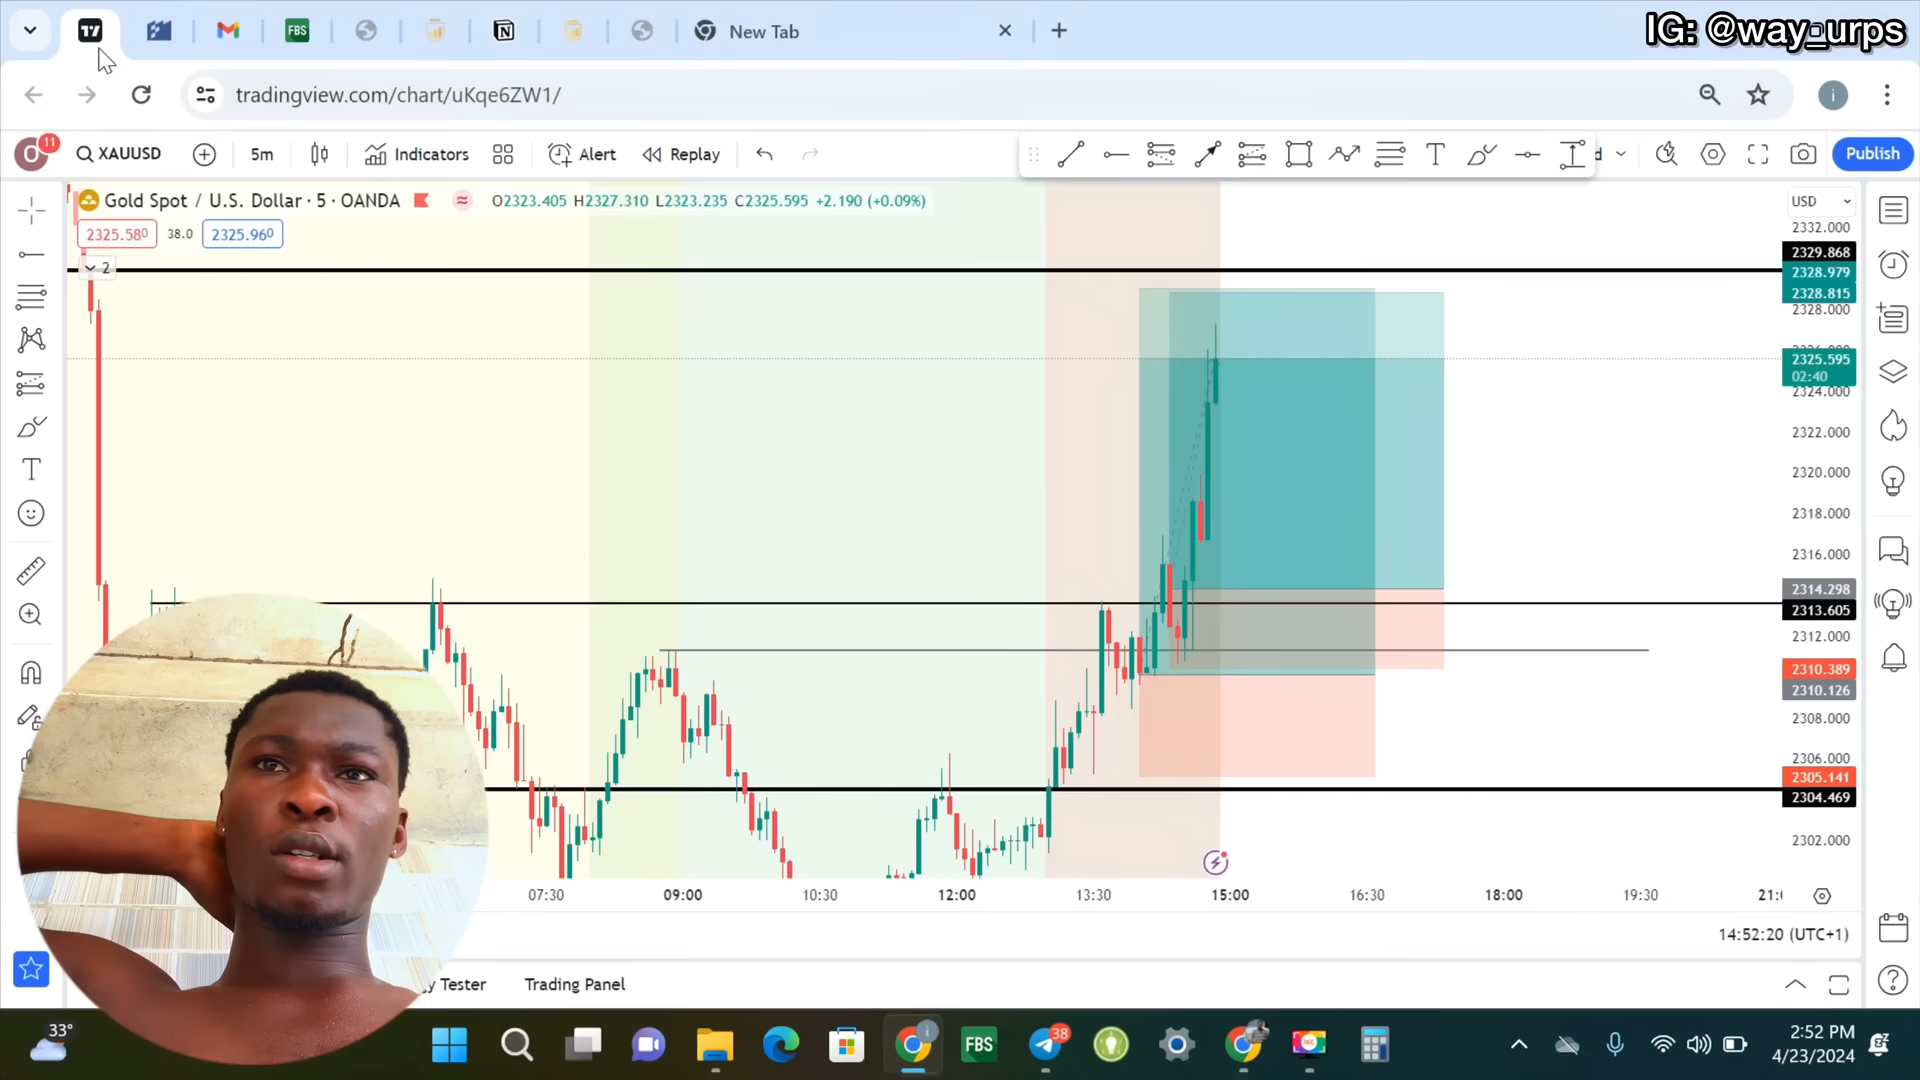 New Tab
IG: @way_urps
tradingview.com/chart/uKqe6ZW1/
i
O
11
XAUUSD
5m
Indicators
Alert
Replay
d
Publish
Gold Spot / U.S. Dollar · 5 · OANDA
O2323.405 H2327.310 L2323.235 C2325.595 +2.190 (+0.09%)
USD
2325.580
38.0
2325.960
2
2332.000
2329.868
2328.979
2328.815
2328.000
2325.595
02:40
2324.000
2322.000
2320.000
2318.000
2316.000
2314.298
2313.605
2312.000
2310.389
2310.126
2308.000
2306.000
2305.141
2304.469
2302.000
07:30
09:00
10:30
12:00
13:30
15:00
16:30
18:00
19:30
14:52:20 (UTC+1)
y Tester
Trading Panel
33°
FBS
38
2:52 PM
4/23/2024
FBS